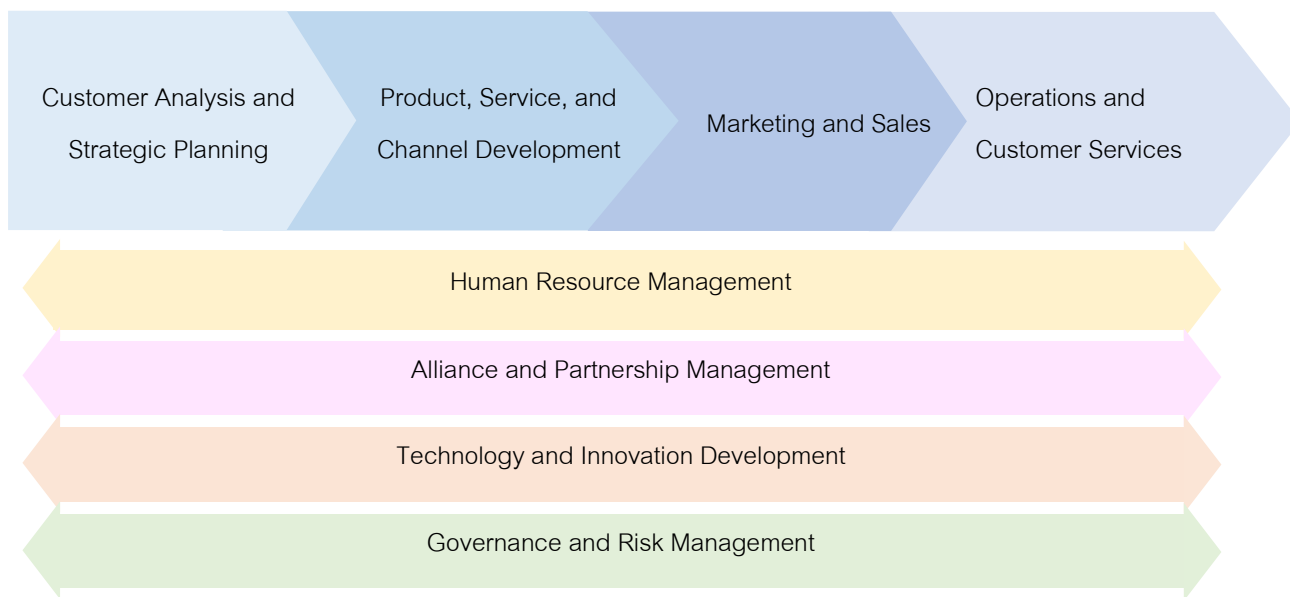 Customer Analysis and
Strategic Planning
Product, Service, and
Channel Development
Marketing and Sales
Operations and
Customer Services
Human Resource Management
Alliance and Partnership Management
Technology and Innovation Development
Governance and Risk Management